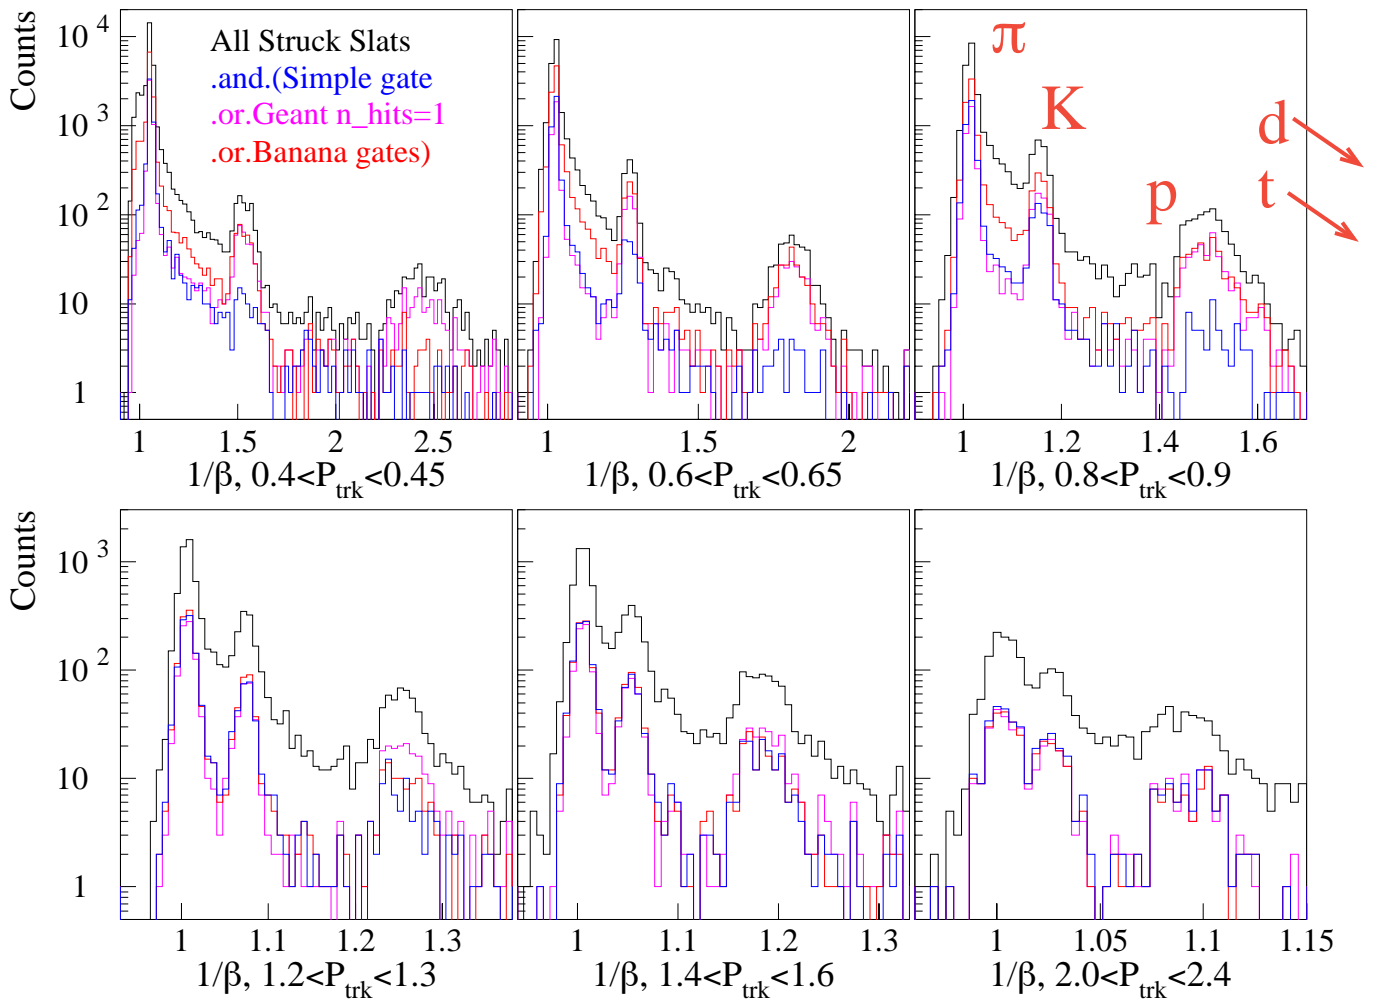 Counts
10^4
10^3
10^2
10
1
All Struck Slats
.and.(Simple gate
.or.Geant n_hits=1
.or.Banana gates)
π
K
p
d
t
1 1.5 2 2.5
1/β, 0.4<P_trk<0.45
1 1.5 2
1/β, 0.6<P_trk<0.65
1 1.2 1.4 1.6
1/β, 0.8<P_trk<0.9
Counts
10^3
10^2
10
1
1 1.1 1.2 1.3
1/β, 1.2<P_trk<1.3
1 1.1 1.2 1.3
1/β, 1.4<P_trk<1.6
1 1.05 1.1 1.15
1/β, 2.0<P_trk<2.4